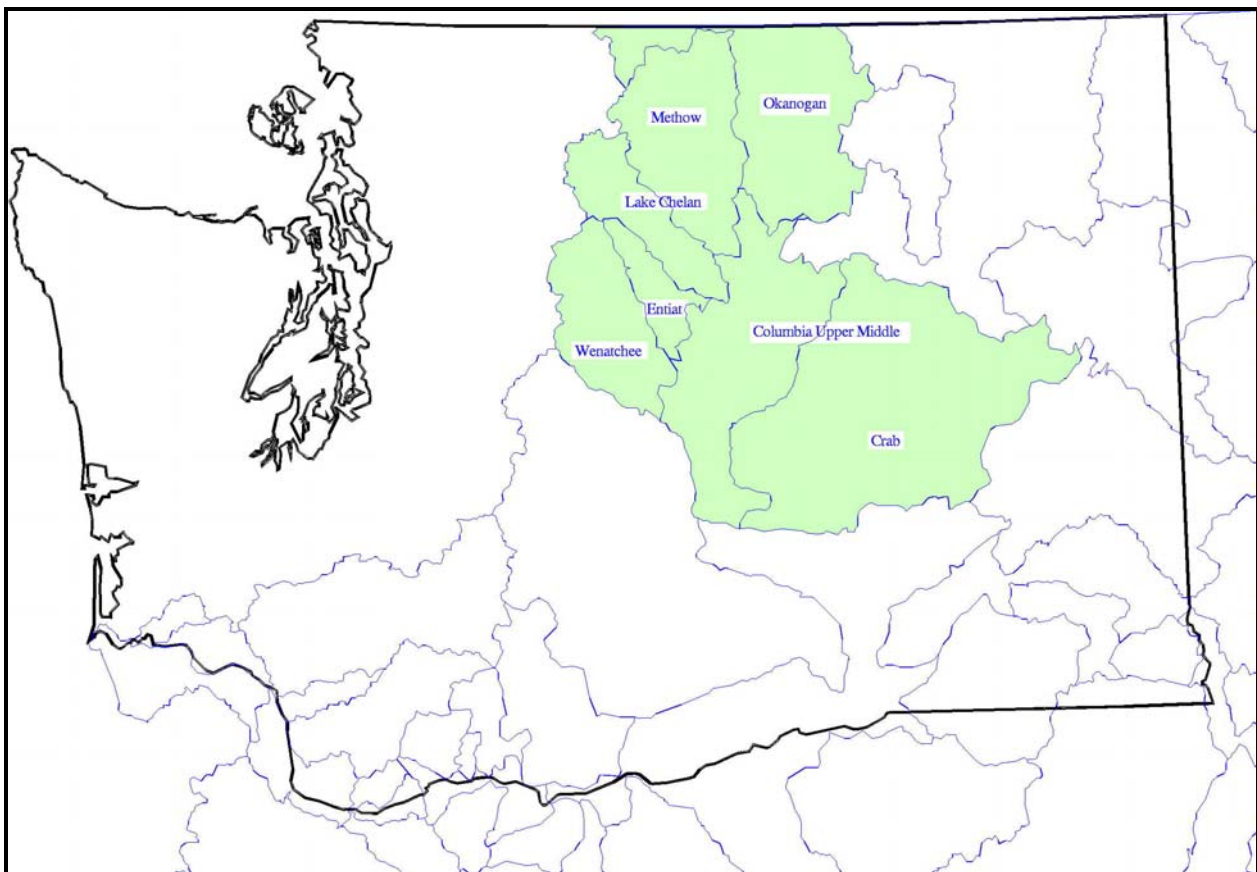 Okanogan
Methow
Lake Chelan
Entiat
Columbia Upper Middle
Wenatchee
Crab